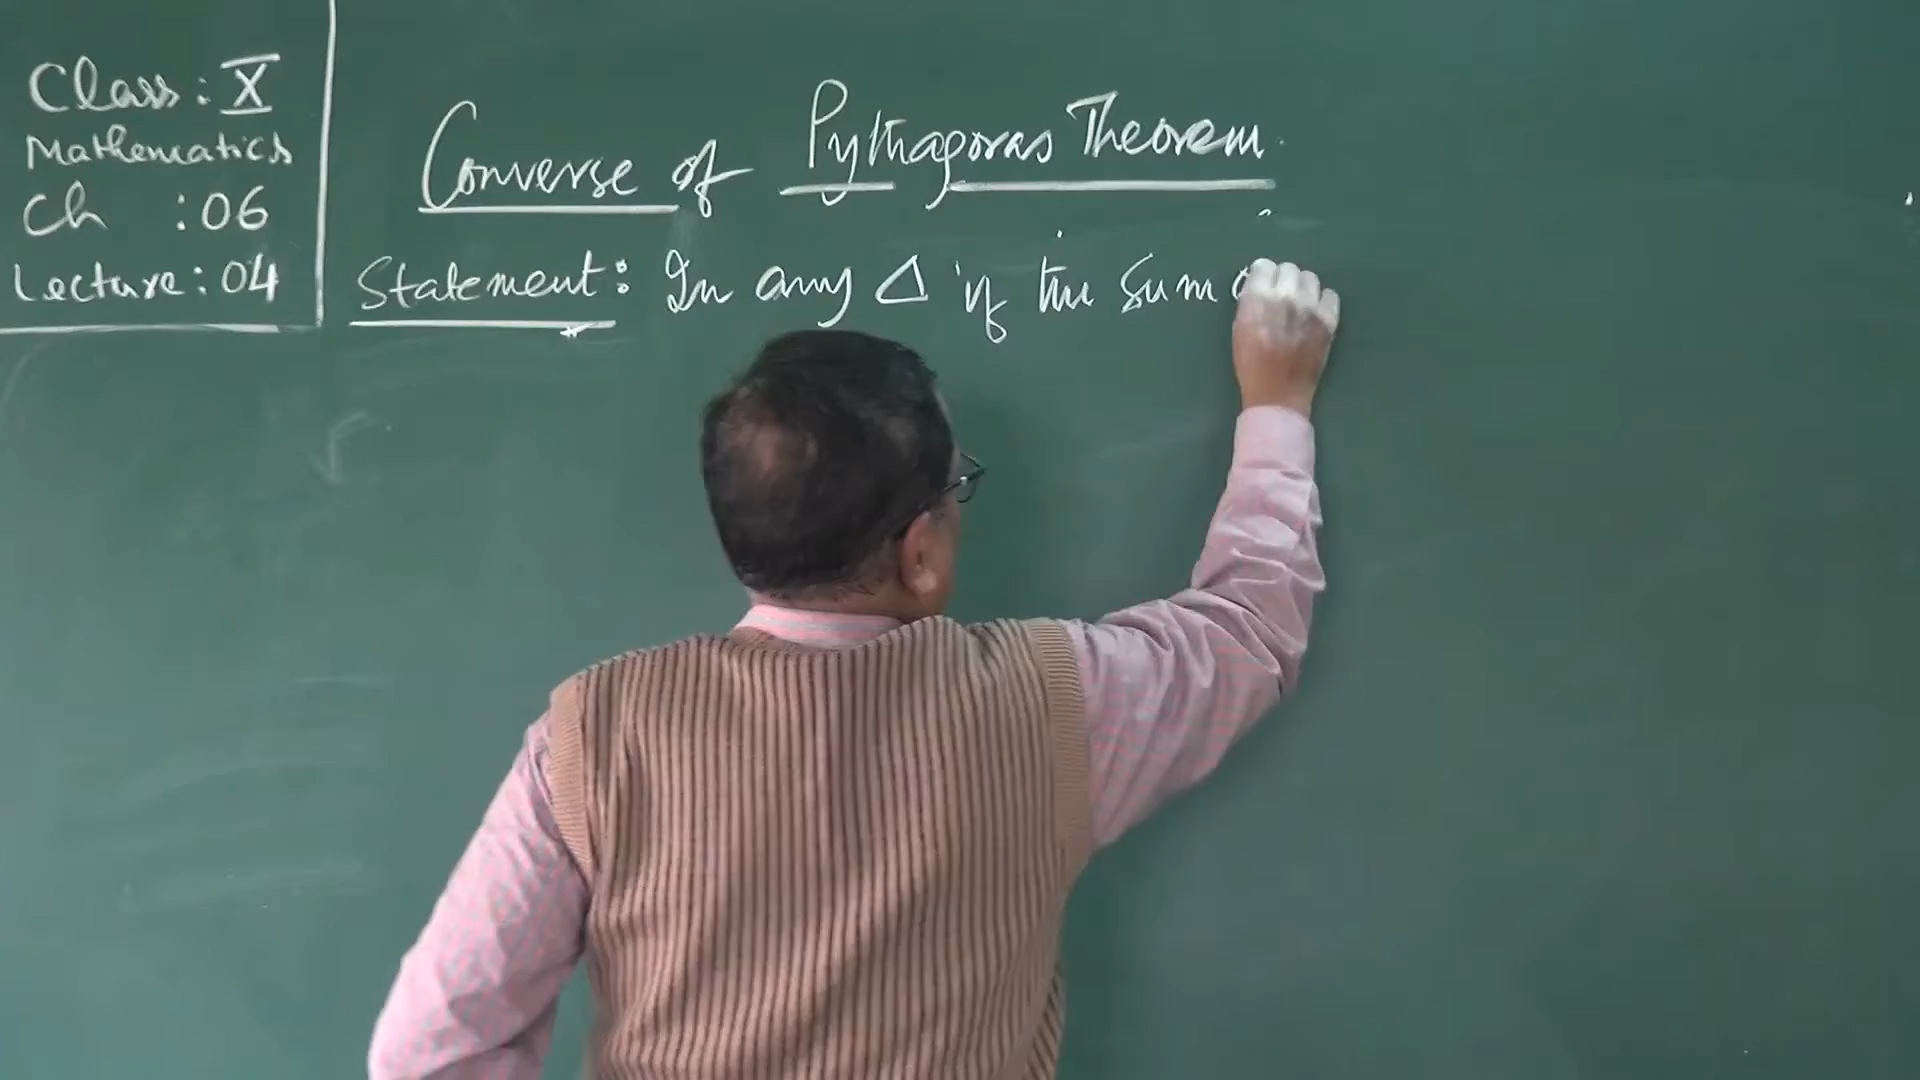 Class: X
Mathematics
Ch : 06
Lecture: 04
Converse of Pythagoras Theorem.
Statement: In any Δ if the sum